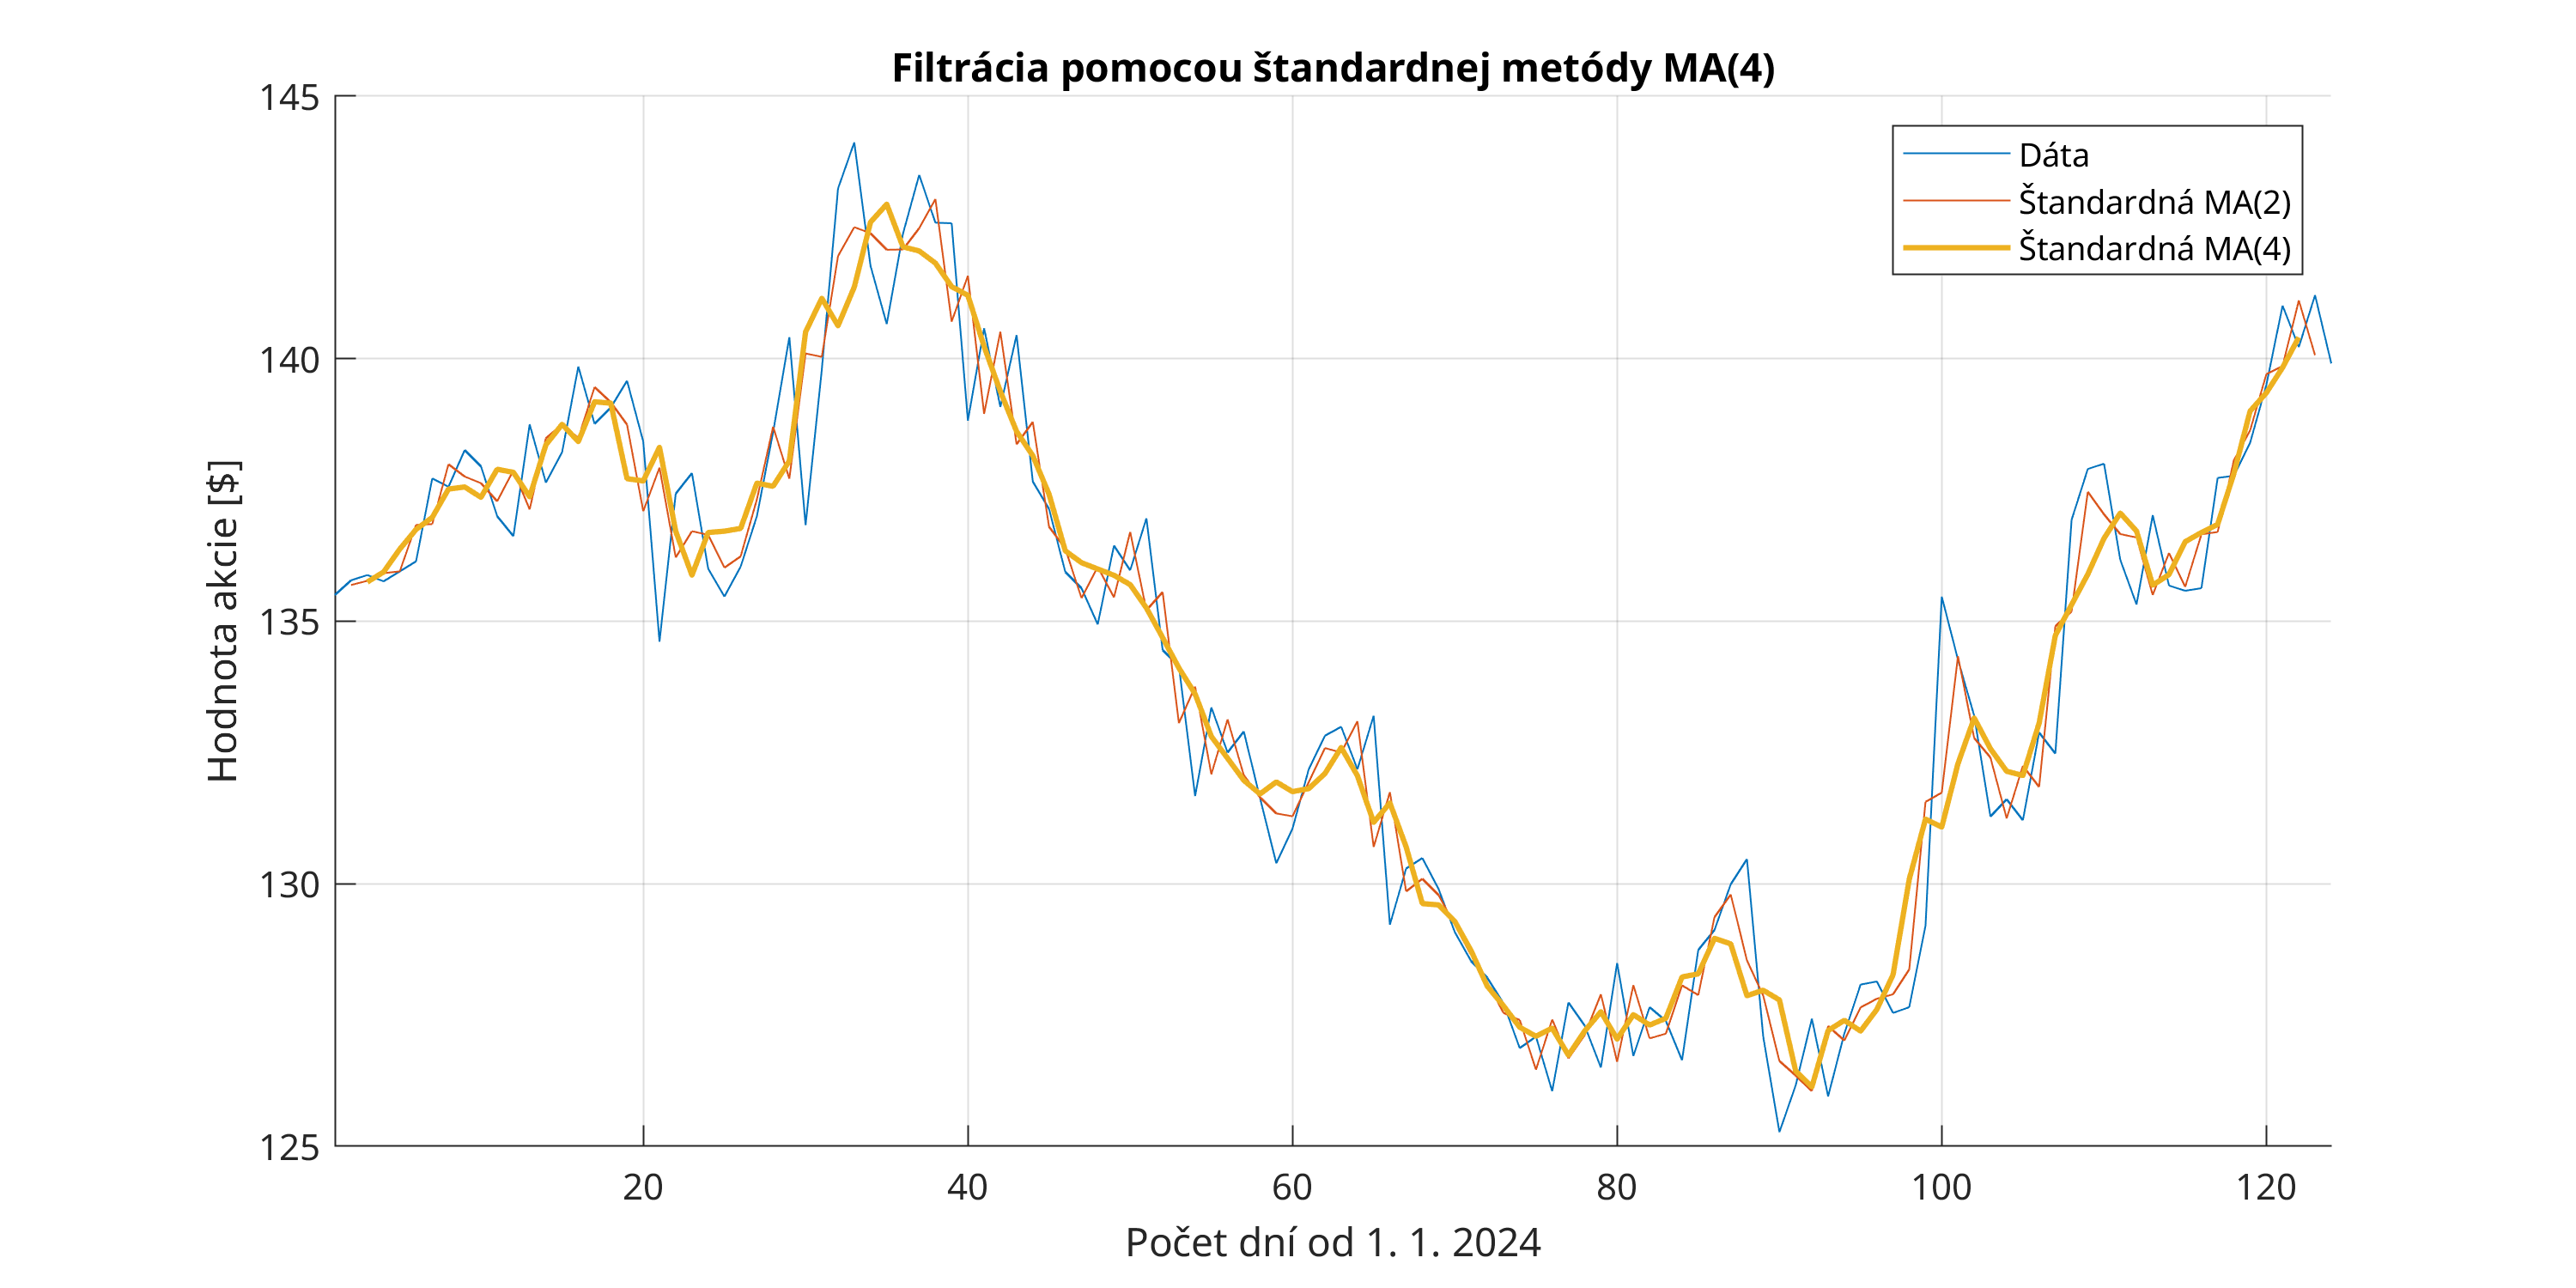 Filtrácia pomocou štandardnej metódy MA(4)
145
140
135
130
125
Hodnota akcie [$]
Dáta
Štandardná MA(2)
Štandardná MA(4)
20 40 60 80 100 120
Počet dní od 1. 1. 2024